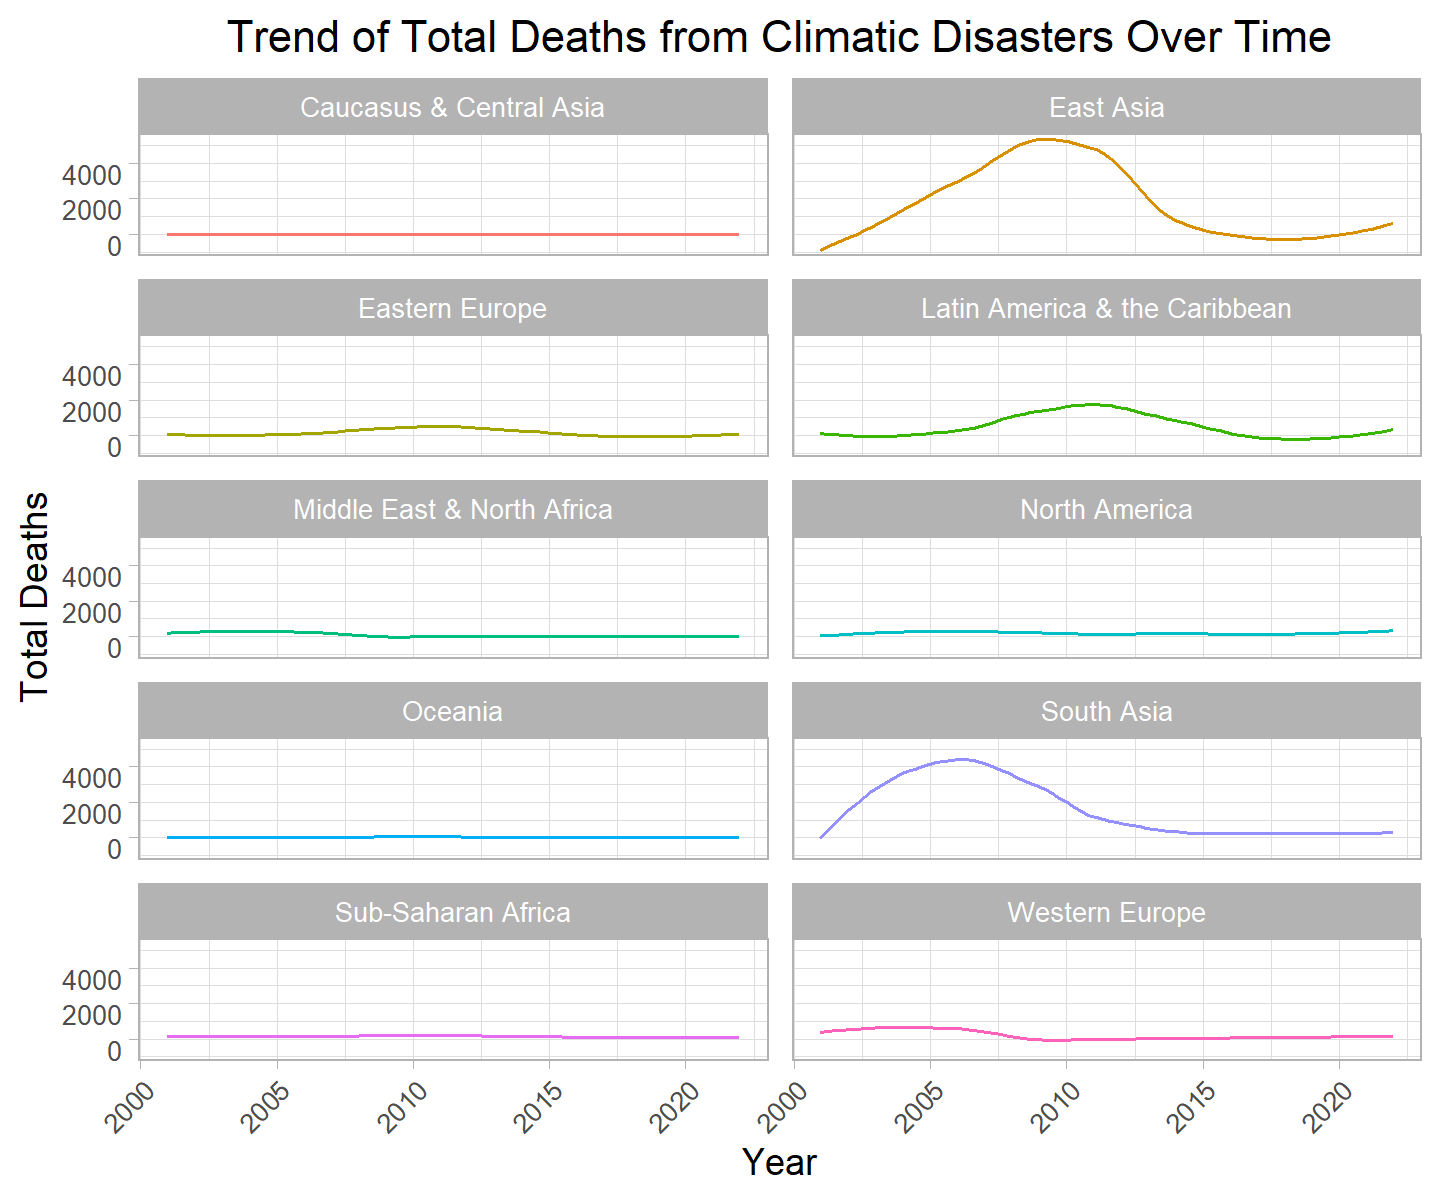 Trend of Total Deaths from Climatic Disasters Over Time
Caucasus & Central Asia
East Asia
4000
2000
0
Eastern Europe
Latin America & the Caribbean
4000
2000
0
Middle East & North Africa
North America
4000
2000
0
Total Deaths
Oceania
South Asia
4000
2000
0
Sub-Saharan Africa
Western Europe
4000
2000
0
2000 2005 2010 2015 2020 2000 2005 2010 2015 2020
Year